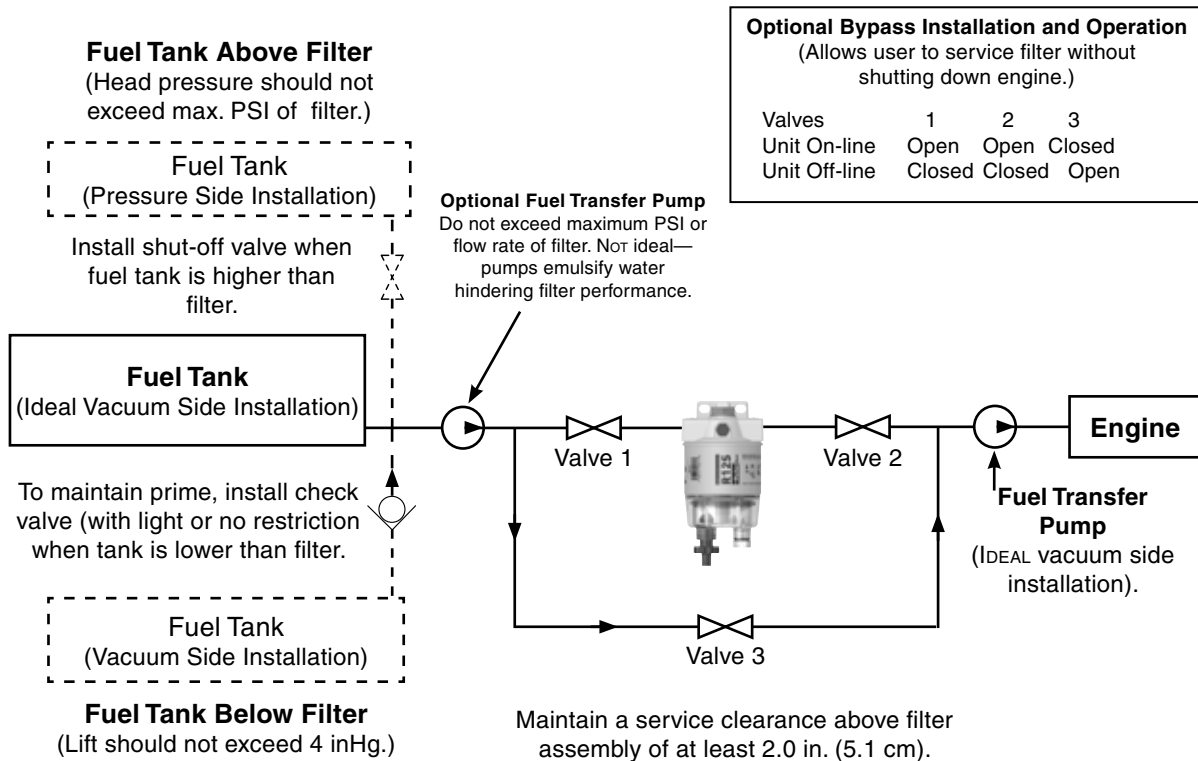 Fuel Tank Above Filter
(Head pressure should not
exceed max. PSI of filter.)
Fuel Tank
(Pressure Side Installation)
Install shut-off valve when
fuel tank is higher than
filter.
Fuel Tank
(Ideal Vacuum Side Installation)
To maintain prime, install check
valve (with light or no restriction
when tank is lower than filter.
Fuel Tank
(Vacuum Side Installation)
Fuel Tank Below Filter
(Lift should not exceed 4 inHg.)
Optional Fuel Transfer Pump
Do not exceed maximum PSI or
flow rate of filter. NOT ideal—
pumps emulsify water
hindering filter performance.
Optional Bypass Installation and Operation
(Allows user to service filter without
shutting down engine.)
Valves 1 2 3
Unit On-line Open Open Closed
Unit Off-line Closed Closed Open
Valve 1
R12S
Valve 2
Valve 3
Engine
Fuel Transfer
Pump
(IDEAL vacuum side
installation).
Maintain a service clearance above filter
assembly of at least 2.0 in. (5.1 cm).